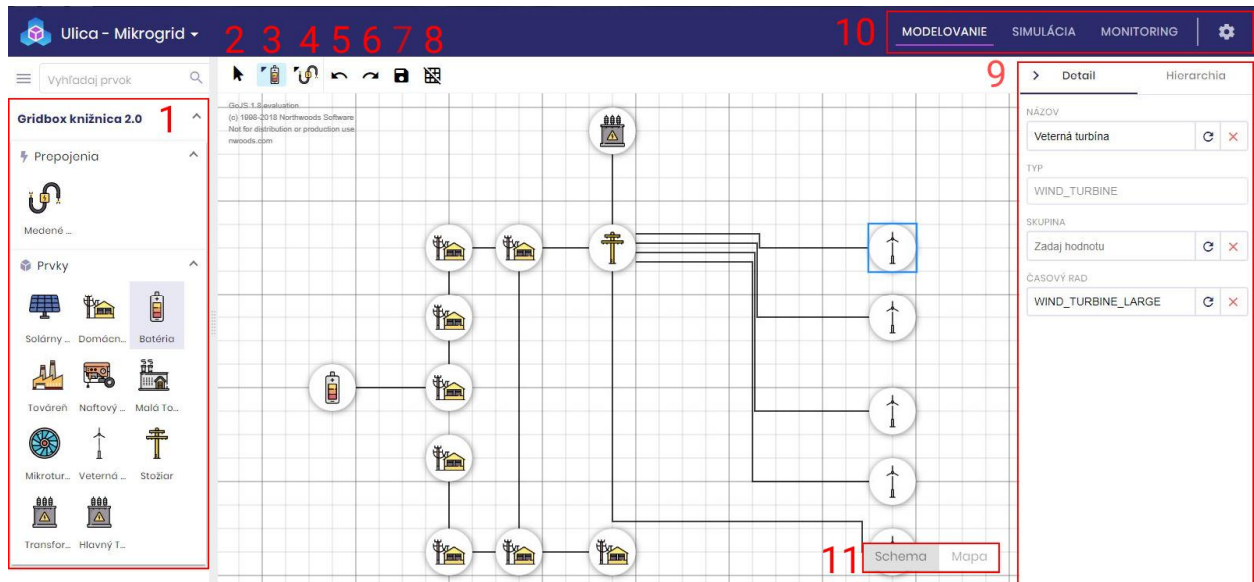 Ulica - Mikrogrid
2 3 4 5 6 7 8
10
MODELOVANIE SIMULÁCIA MONITORING
Vyhľadaj prvok
Gridbox knižnica 2.0
1
Prepojenia
Medené ...
Prvky
Solárny ... Domácn... Batéria
Továreň Naftový ... Malá To...
Mikrotur... Veterná ... Stožiar
Transfor... Hlavný T...
GoJS 1.8 evaluation
(c) 1998-2018 Northwoods Software
Not for distribution or production use
nwoods.com
11
Schema Mapa
9
Detail Hierarchia
NÁZOV
Veterná turbína
TYP
WIND_TURBINE
SKUPINA
Zadaj hodnotu
ČASOVÝ RAD
WIND_TURBINE_LARGE